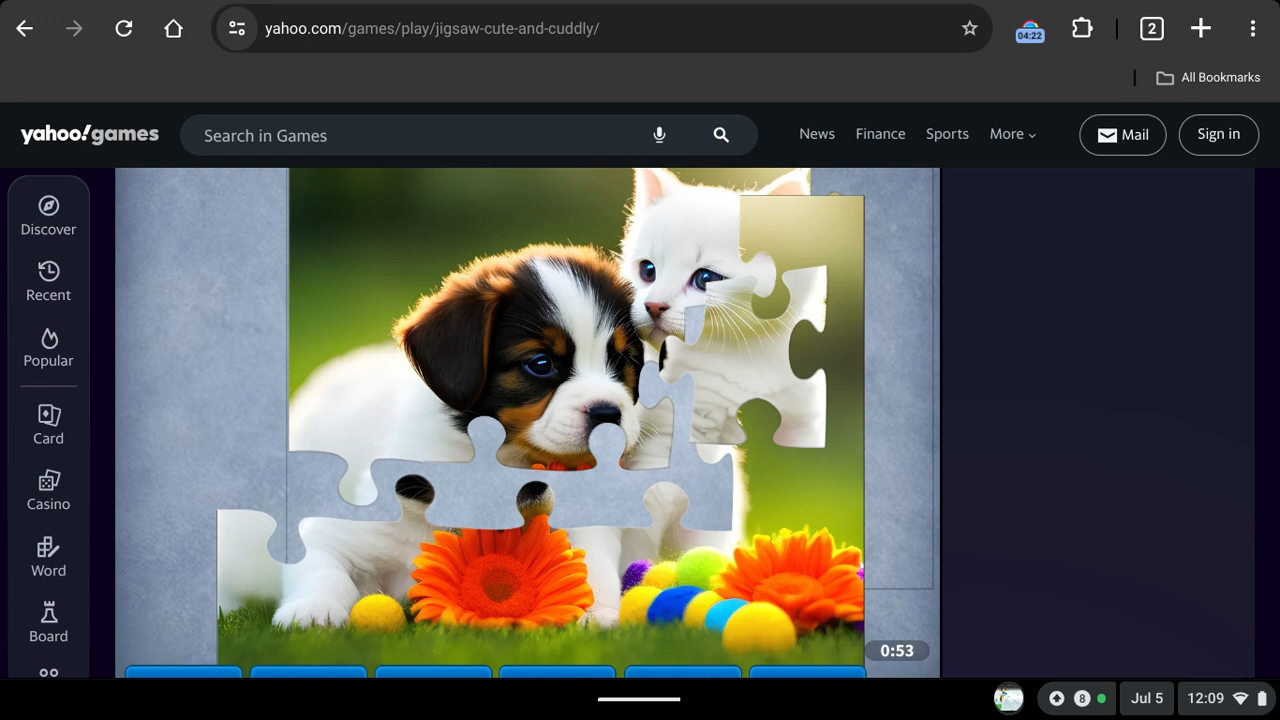 yahoo.com/games/play/jigsaw-cute-and-cuddly/
04:22
2
All Bookmarks
yahoo!games
Search in Games
News
Finance
Sports
More
Mail
Sign in
Discover
Recent
Popular
Card
Casino
Word
Board
0:53
8
Jul 5
12:09